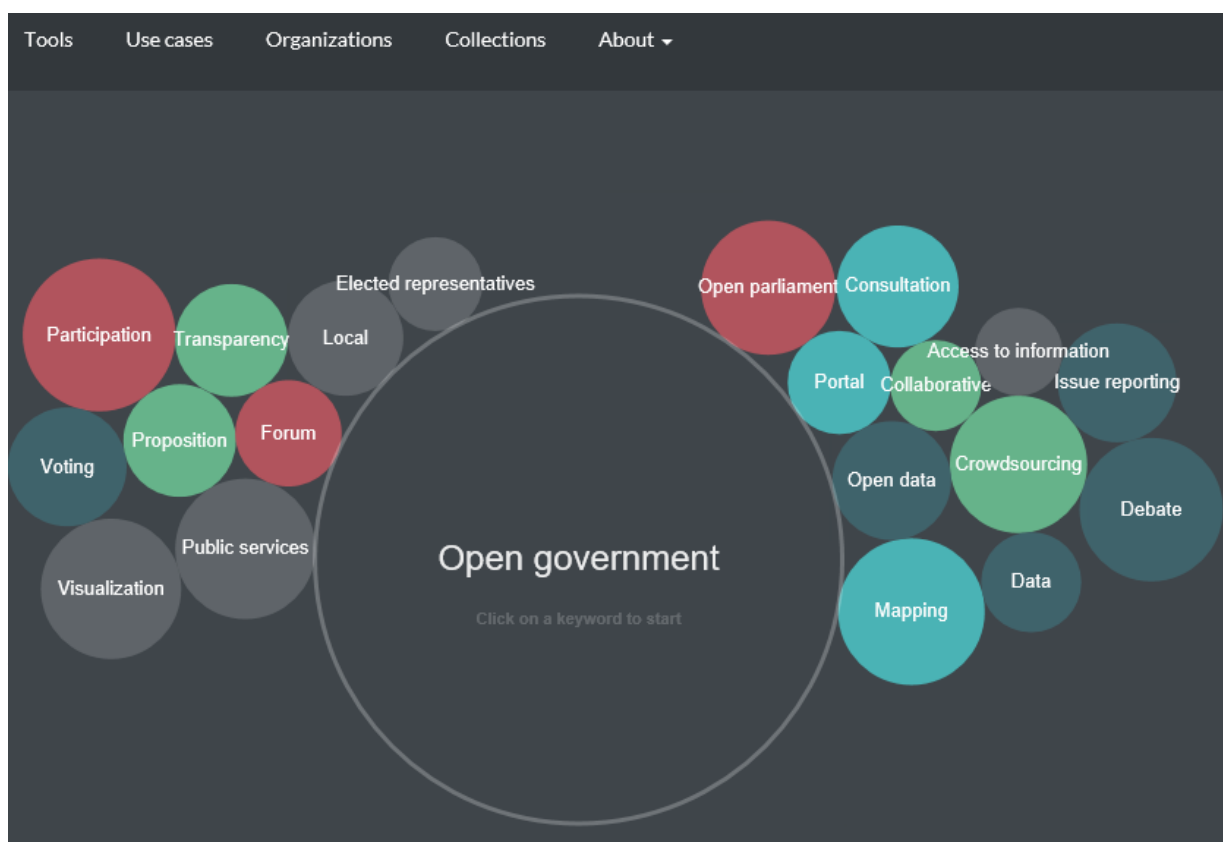 Tools
Use cases
Organizations
Collections
About
Elected representatives
Participation
Transparency
Local
Proposition
Forum
Voting
Public services
Visualization
Open government
Click on a keyword to start
Open parliament
Consultation
Access to information
Portal
Collaborative
Issue reporting
Crowdsourcing
Open data
Debate
Data
Mapping